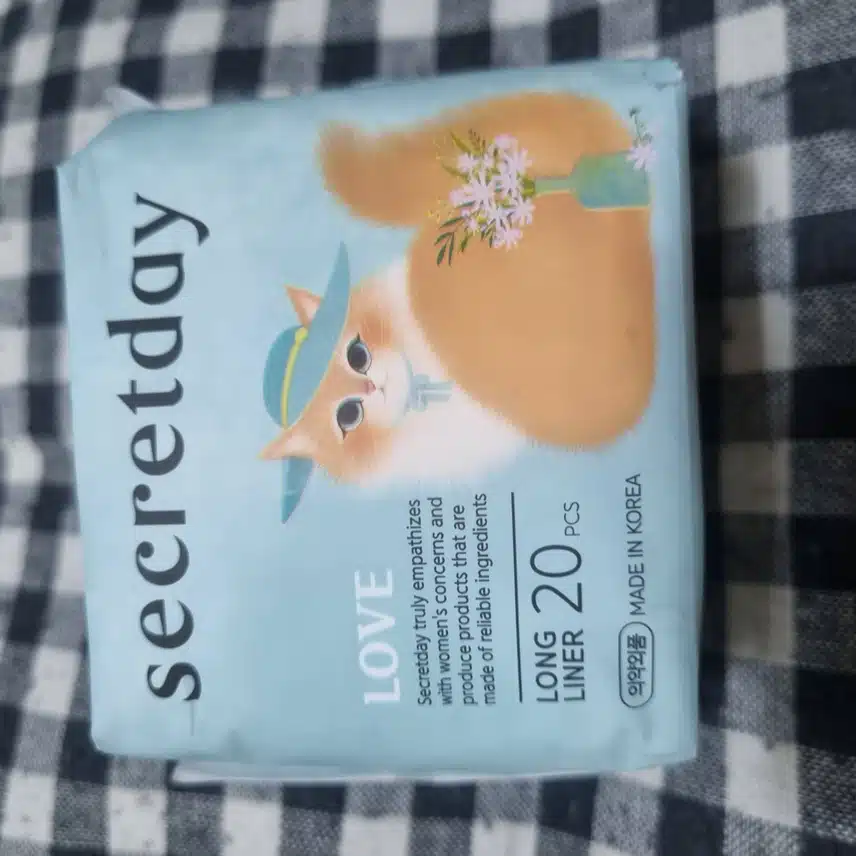 secretday
LOVE
Secretday truly empathizes
with women's concerns and
produce products that are
made of reliable ingredients
LONG
LINER 20 PCS
의약외품 MADE IN KOREA